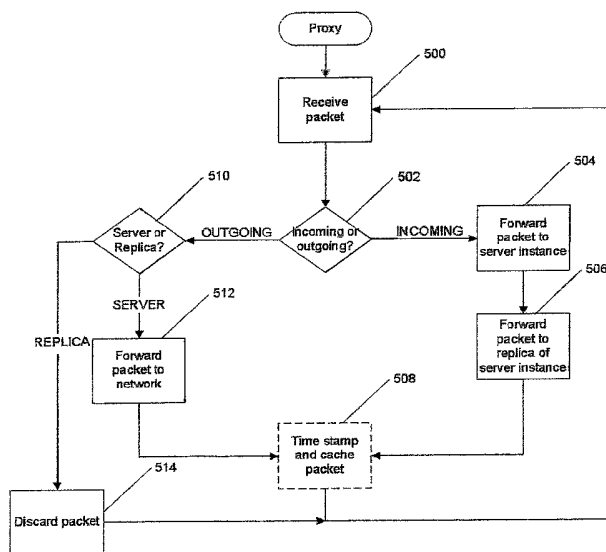 Proxy
500
Receive
packet
510
502
504
Server or
Replica?
OUTGOING
Incoming or
outgoing?
INCOMING
Forward
packet to
server instance
506
SERVER
512
REPLICA
Forward
packet to
network
Forward
packet to
replica of
server instance
508
Time stamp
and cache
packet
514
Discard packet